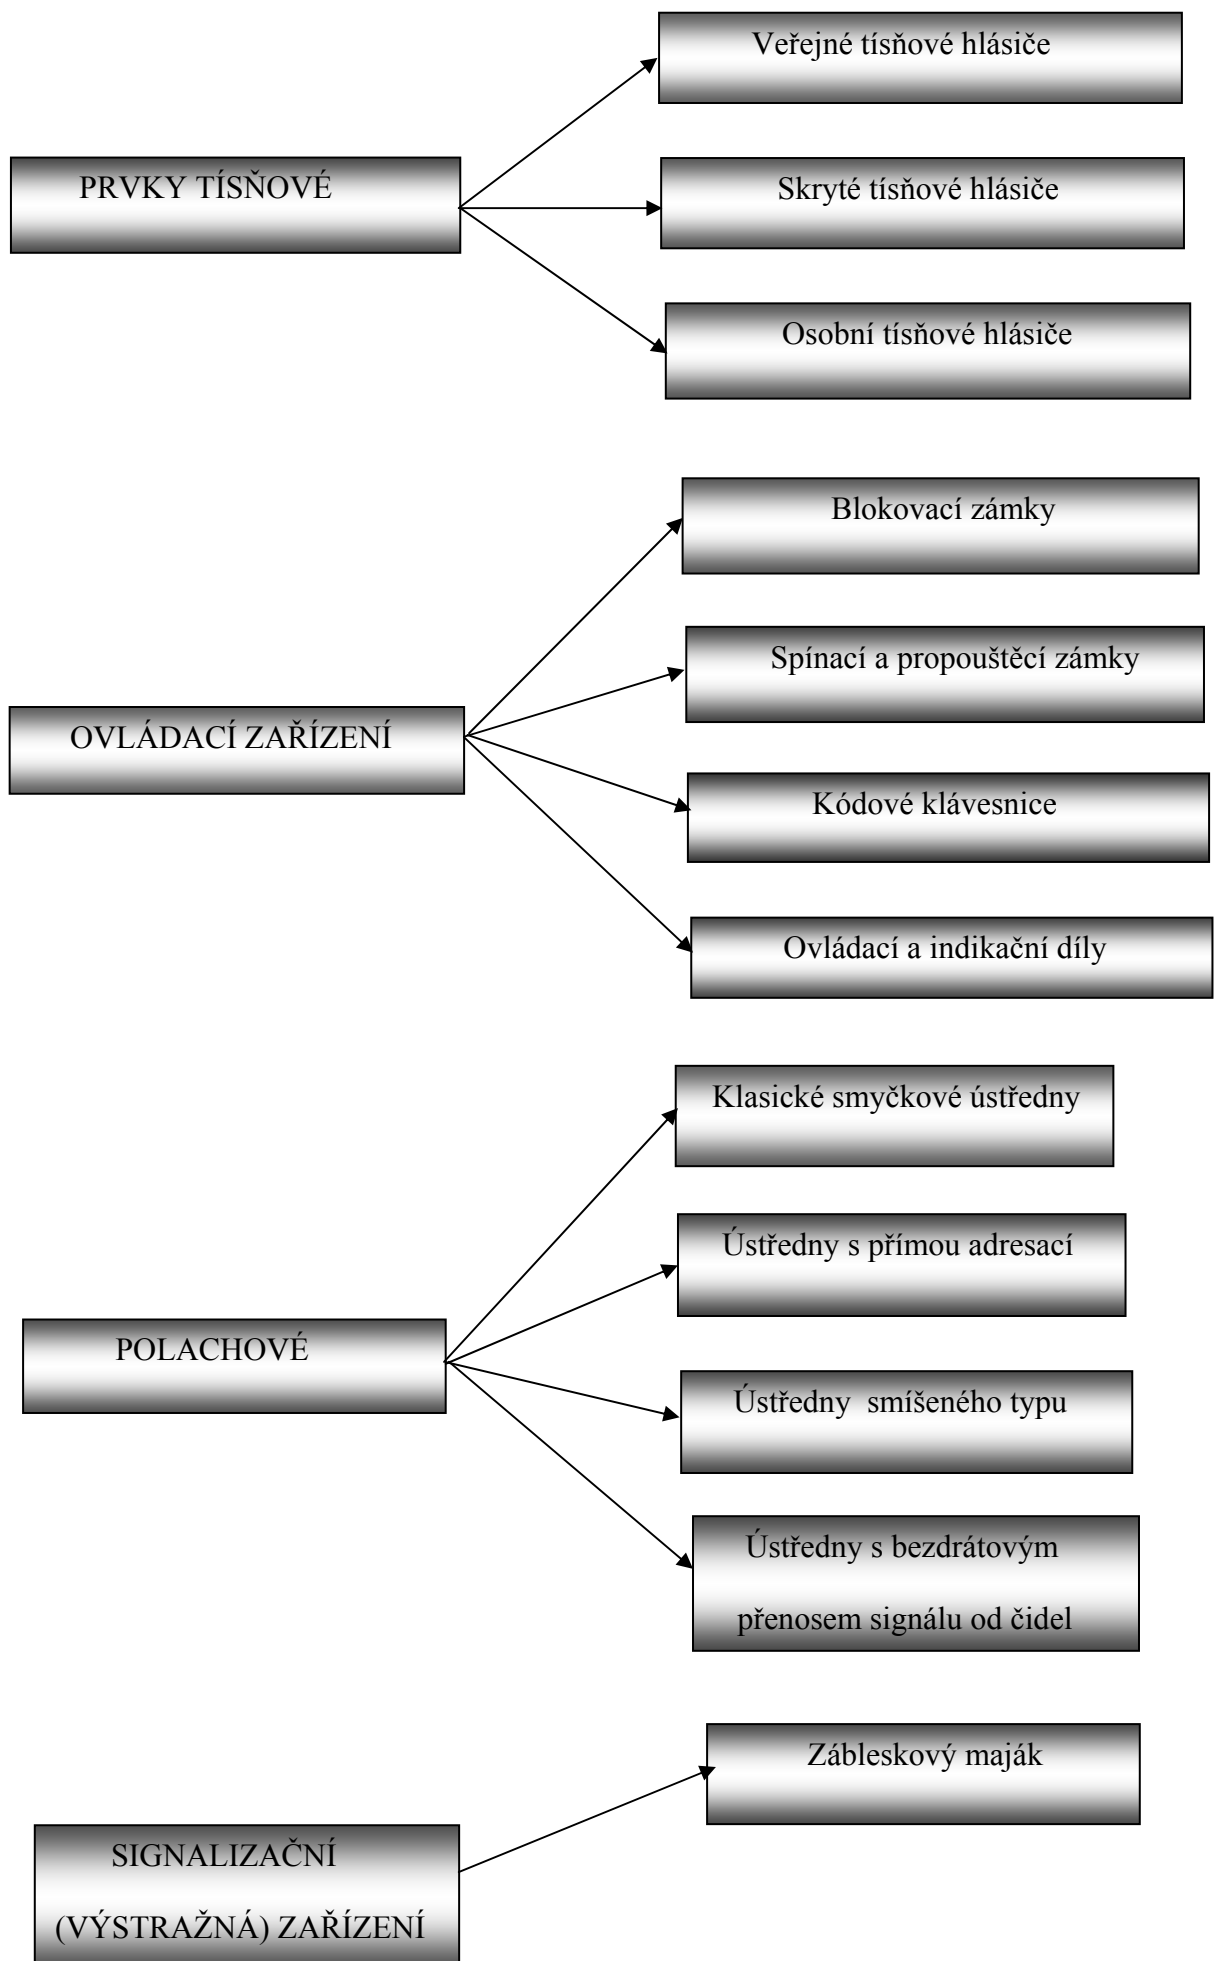 Veřejné tísňové hlásiče
PRVKY TÍSŇOVÉ
Skryté tísňové hlásiče
Osobní tísňové hlásiče
Blokovací zámky
Spínací a propouštěcí zámky
OVLÁDACÍ ZAŘÍZENÍ
Kódové klávesnice
Ovládací a indikační díly
Klasické smyčkové ústředny
Ústředny s přímou adresací
POLACHOVÉ
Ústředny smíšeného typu
Ústředny s bezdrátovým
přenosem signálu od čidel
Zábleskový maják
SIGNALIZAČNÍ
(VÝSTRAŽNÁ) ZAŘÍZENÍ